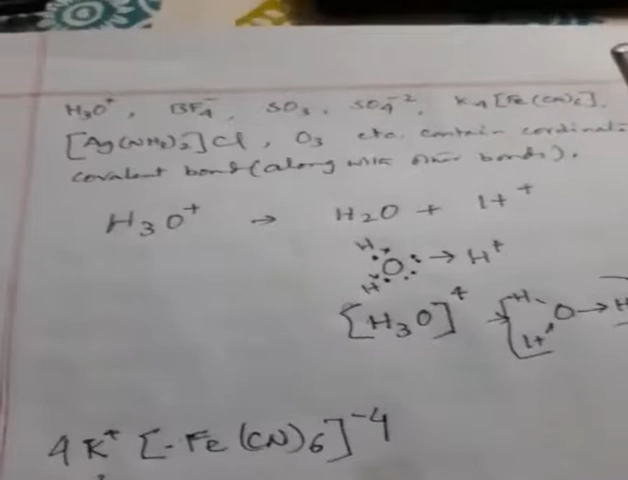 H3O+, BF4-, SO3, SO4-2, K4[Fe(CN)6],
[Ag(NH3)2]Cl, O3 etc. contain cordinate
covalent bond (along with other bonds).
H3O+ → H2O + H+
H
O: → H+
H
[H3O]+ → [H
O → H
H
4K+ [Fe(CN)6]-4